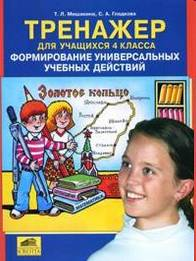 Т. Л. Мишакина, С. А. Гладкова
ТРЕНАЖЕР
ДЛЯ УЧАЩИХСЯ 4 КЛАССА
ФОРМИРОВАНИЕ УНИВЕРСАЛЬНЫХ
УЧЕБНЫХ ДЕЙСТВИЙ
Золотое кольцо